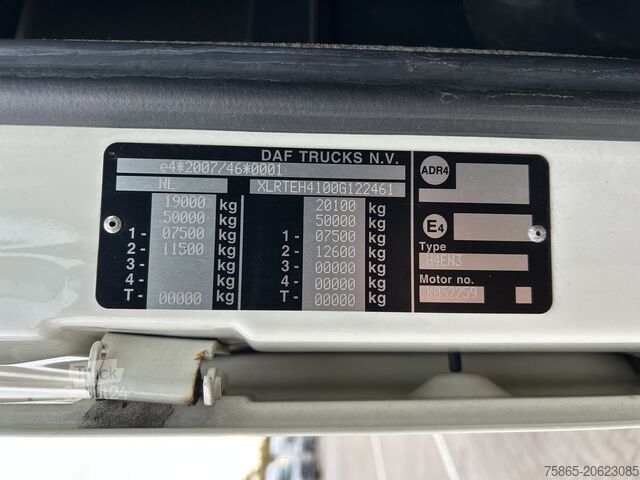 DAF TRUCKS N.V.
e4*2007/46*0001
NL XLRTEH4100G122461
19000 kg 20100 kg
50000 kg 50000 kg
1- 07500 kg 1- 07500 kg
2- 11500 kg 2- 12600 kg
3- kg 3- 00000 kg
4- kg 4- 00000 kg
T- 00000 kg T- 00000 kg
ADR4
E4
Type
H4EN3
Motor no.
Truck
75865-20623085